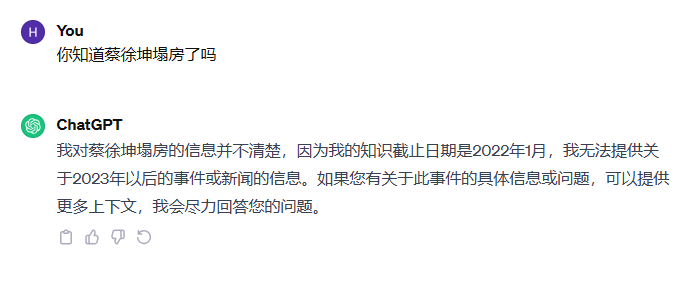 H
You
你知道蔡徐坤塌房了吗
ChatGPT
我对蔡徐坤塌房的信息并不清楚，因为我的知识截止日期是2022年1月，我无法提供关
于2023年以后的事件或新闻的信息。如果您有关于此事件的具体信息或问题，可以提供
更多上下文，我会尽力回答您的问题。